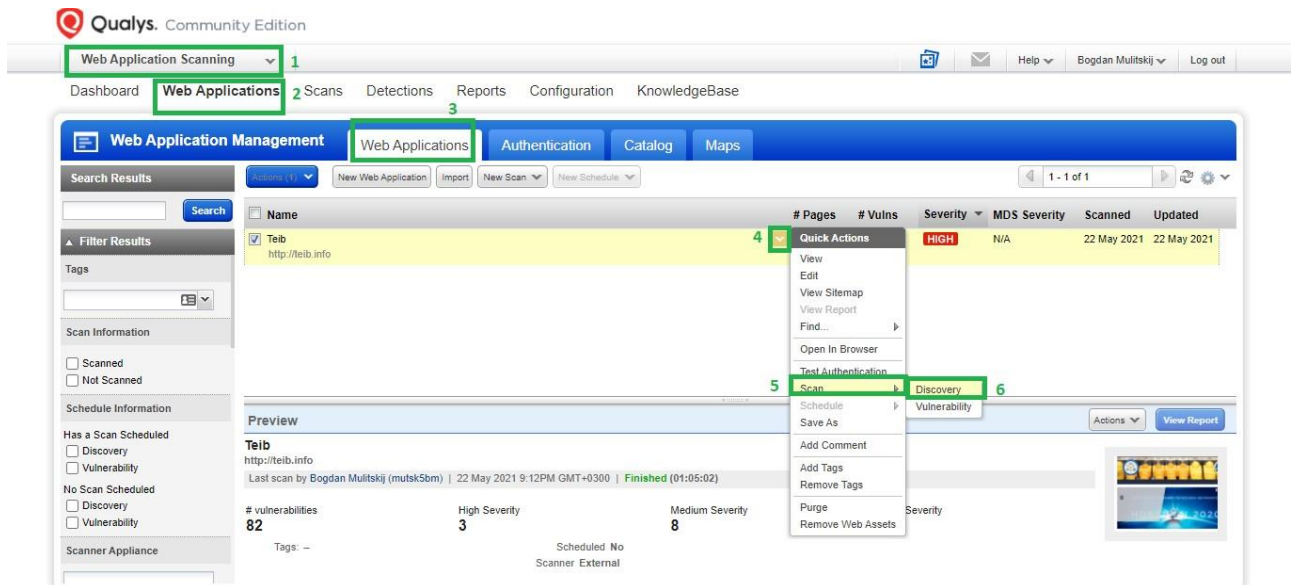 Qualys. Community Edition
Web Application Scanning 1
Help Bogdan Mulitskij Log out
Dashboard Web Applications 2 Scans Detections Reports Configuration KnowledgeBase
3
Web Application Management Web Applications Authentication Catalog Maps
Search Results Actions (1) New Web Application Import New Scan New Schedule 1 - 1 of 1
Search
Name # Pages # Vulns Severity MDS Severity Scanned Updated
Filter Results
Teib 4 Quick Actions HIGH N/A 22 May 2021 22 May 2021
http://teib.info
Tags
View
Edit
View Sitemap
View Report
Find...
Scan Information
Open In Browser
Scanned
Not Scanned
Test Authentication
5 Scan Discovery 6
Schedule Vulnerability
Save As
Schedule Information
Preview Actions View Report
Has a Scan Scheduled
Discovery
Vulnerability
No Scan Scheduled
Discovery
Vulnerability
Scanner Appliance
Teib
http://teib.info
Add Comment
Add Tags
Remove Tags
Purge
Remove Web Assets
Last scan by Bogdan Mulitskij (mutsk5bm) | 22 May 2021 9:12PM GMT+0300 | Finished (01:05:02)
# vulnerabilities High Severity Medium Severity Severity
82 3 8
Tags: – Scheduled No
Scanner External